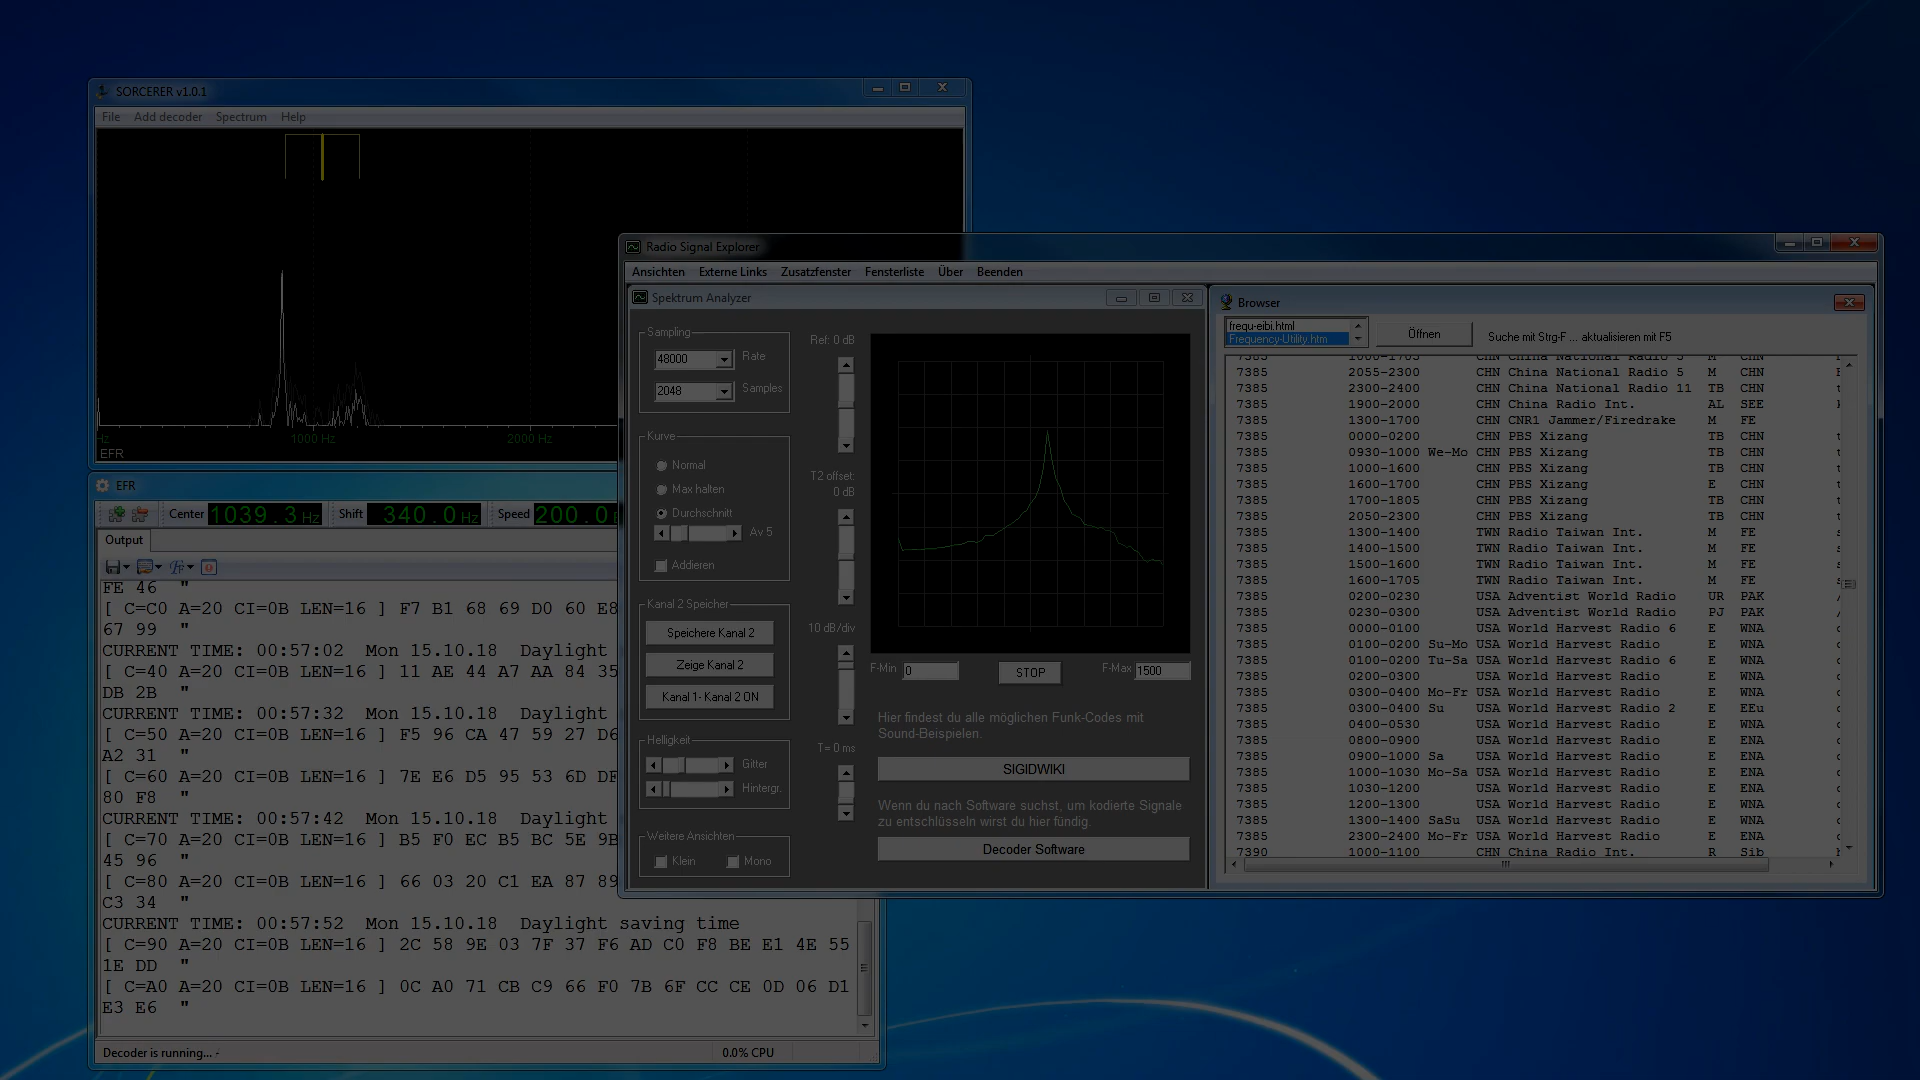 SORCERER v1.0.1
File Add decoder Spectrum Help
Hz 1000 Hz 2000 Hz
EFR
EFR
Center 1039.3 Hz Shift 340.0 Hz Speed 200.0
Output
FE 46 "
[ C=C0 A=20 CI=0B LEN=16 ] F7 B1 68 69 D0 60 E8
67 99 "
CURRENT TIME: 00:57:02 Mon 15.10.18 Daylight
[ C=40 A=20 CI=0B LEN=16 ] 11 AE 44 A7 AA 84 35
DB 2B "
CURRENT TIME: 00:57:32 Mon 15.10.18 Daylight
[ C=50 A=20 CI=0B LEN=16 ] F5 96 CA 47 59 27 D6
A2 31 "
[ C=60 A=20 CI=0B LEN=16 ] 7E E6 D5 95 53 6D DF
80 F8 "
CURRENT TIME: 00:57:42 Mon 15.10.18 Daylight
[ C=70 A=20 CI=0B LEN=16 ] B5 F0 EC B5 BC 5E 9B
45 96 "
[ C=80 A=20 CI=0B LEN=16 ] 66 03 20 C1 EA 87 89
C3 34 "
CURRENT TIME: 00:57:52 Mon 15.10.18 Daylight saving time
[ C=90 A=20 CI=0B LEN=16 ] 2C 58 9E 03 7F 37 F6 AD C0 F8 BE E1 4E 55
1E DD "
[ C=A0 A=20 CI=0B LEN=16 ] 0C A0 71 CB C9 66 F0 7B 6F CC CE 0D 06 D1
E3 E6 "
Decoder is running... 0.0% CPU
Radio Signal Explorer
Ansichten Externe Links Zusatzfenster Fensterliste Über Beenden
Spektrum Analyzer
Sampling
48000 Rate
2048 Samples
Kurve
Normal
Max halten
Durchschnitt
Av 5
Addieren
Kanal 2 Speicher
Speichere Kanal 2
Zeige Kanal 2
Kanal 1- Kanal 2 ON
Helligkeit
Gitter
Hintergr.
Weitere Ansichten
Klein Mono
Ref: 0 dB
T2 offset:
0 dB
10 dB/div
T= 0 ms
F-Min 0 STOP F-Max 1500
Hier findest du alle möglichen Funk-Codes mit
Sound-Beispielen.
SIGIDWIKI
Wenn du nach Software suchst, um kodierte Signale
zu entschlüsseln wirst du hier fündig.
Decoder Software
Browser
frequ-eibi.html
Frequency-Utility.htm
Öffnen Suche mit Strg-F ... aktualisieren mit F5
7385 CHN China National Radio 5 M CHN
7385 2055-2300 CHN China National Radio 5 M CHN
7385 2300-2400 CHN China National Radio 11 TB CHN
7385 1900-2000 CHN China Radio Int. AL SEE
7385 1300-1700 CHN CNR1 Jammer/Firedrake M FE
7385 0000-0200 CHN PBS Xizang TB CHN
7385 0930-1000 We-Mo CHN PBS Xizang TB CHN
7385 1000-1600 CHN PBS Xizang TB CHN
7385 1600-1700 CHN PBS Xizang E CHN
7385 1700-1805 CHN PBS Xizang TB CHN
7385 2050-2300 CHN PBS Xizang TB CHN
7385 1300-1400 TWN Radio Taiwan Int. M FE
7385 1400-1500 TWN Radio Taiwan Int. M FE
7385 1500-1600 TWN Radio Taiwan Int. M FE
7385 1600-1705 TWN Radio Taiwan Int. M FE
7385 0200-0230 USA Adventist World Radio UR PAK
7385 0230-0300 USA Adventist World Radio PJ PAK
7385 0000-0100 USA World Harvest Radio 6 E WNA
7385 0100-0200 Su-Mo USA World Harvest Radio E WNA
7385 0100-0200 Tu-Sa USA World Harvest Radio 6 E WNA
7385 0200-0300 USA World Harvest Radio E WNA
7385 0300-0400 Mo-Fr USA World Harvest Radio E WNA
7385 0300-0400 Su USA World Harvest Radio 2 E EEu
7385 0400-0530 USA World Harvest Radio E WNA
7385 0800-0900 USA World Harvest Radio E ENA
7385 0900-1000 Sa USA World Harvest Radio E WNA
7385 1000-1030 Mo-Sa USA World Harvest Radio E ENA
7385 1030-1200 USA World Harvest Radio E ENA
7385 1200-1300 USA World Harvest Radio E WNA
7385 1300-1400 SaSu USA World Harvest Radio E WNA
7385 2300-2400 Mo-Fr USA World Harvest Radio E ENA
7390 1000-1100 CHN China Radio Int. R Sib